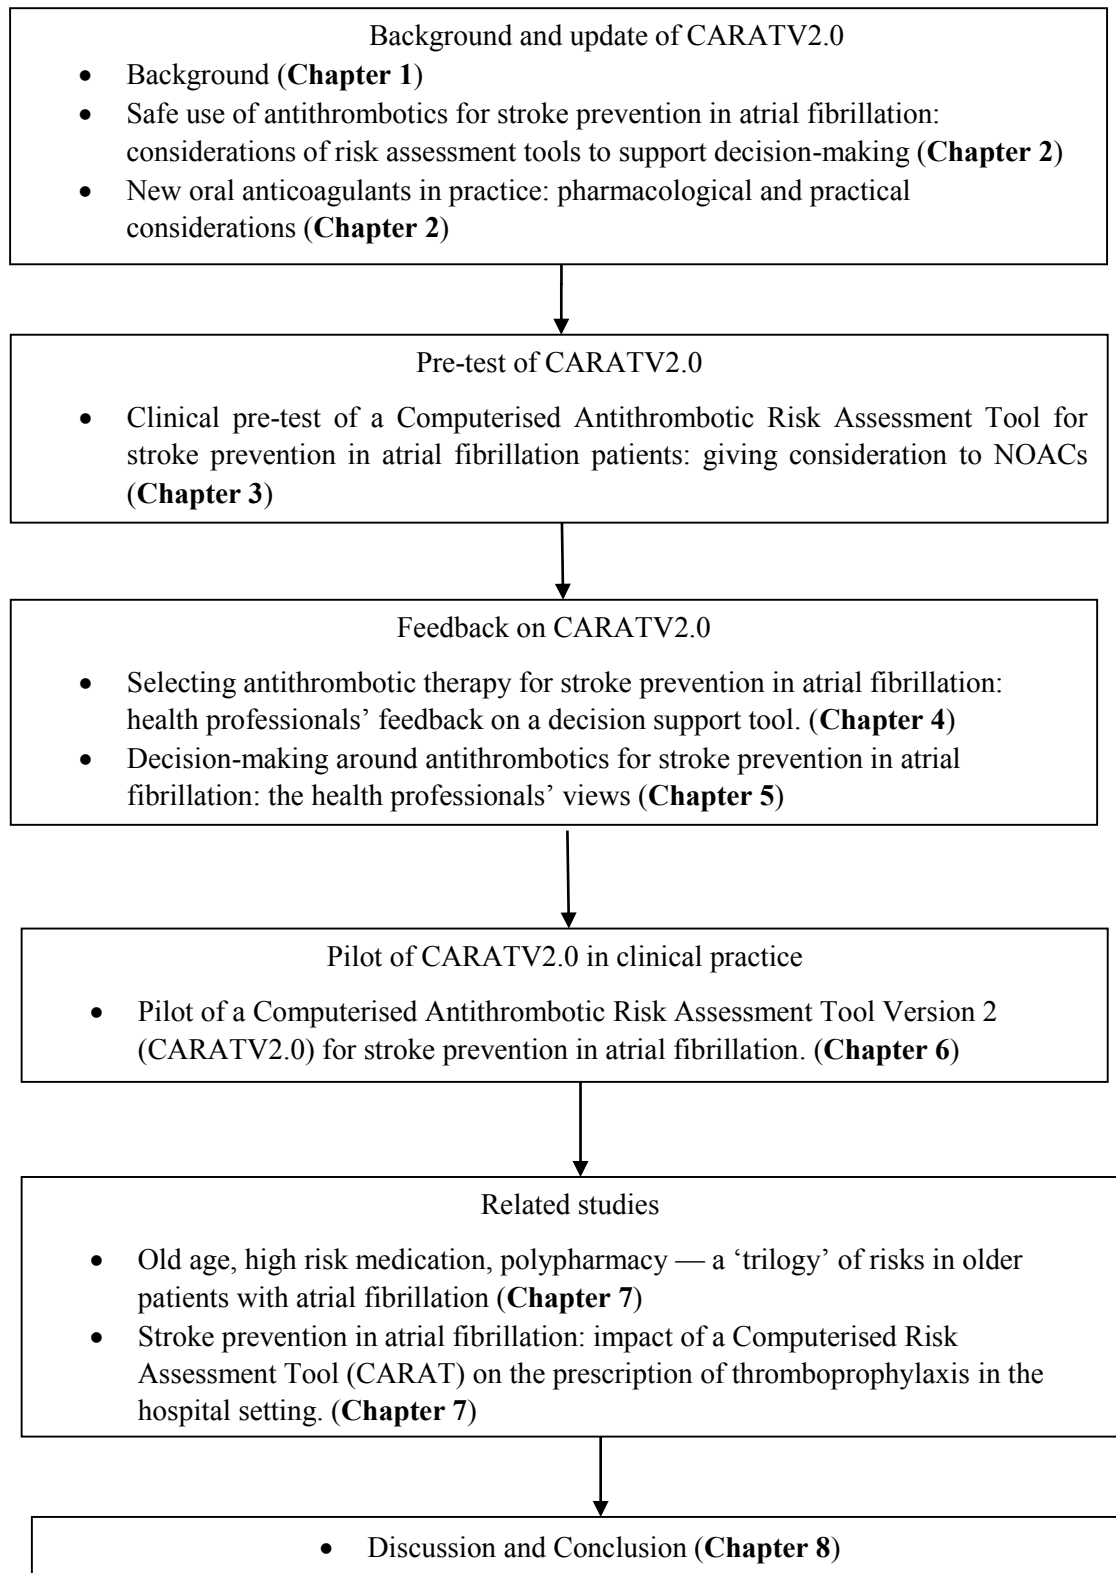 Background and update of CARATV2.0
• Background (Chapter 1)
• Safe use of antithrombotics for stroke prevention in atrial fibrillation:
considerations of risk assessment tools to support decision-making (Chapter 2)
• New oral anticoagulants in practice: pharmacological and practical
considerations (Chapter 2)
Pre-test of CARATV2.0
• Clinical pre-test of a Computerised Antithrombotic Risk Assessment Tool for
stroke prevention in atrial fibrillation patients: giving consideration to NOACs
(Chapter 3)
Feedback on CARATV2.0
• Selecting antithrombotic therapy for stroke prevention in atrial fibrillation:
health professionals’ feedback on a decision support tool. (Chapter 4)
• Decision-making around antithrombotics for stroke prevention in atrial
fibrillation: the health professionals’ views (Chapter 5)
Pilot of CARATV2.0 in clinical practice
• Pilot of a Computerised Antithrombotic Risk Assessment Tool Version 2
(CARATV2.0) for stroke prevention in atrial fibrillation. (Chapter 6)
Related studies
• Old age, high risk medication, polypharmacy — a ‘trilogy’ of risks in older
patients with atrial fibrillation (Chapter 7)
• Stroke prevention in atrial fibrillation: impact of a Computerised Risk
Assessment Tool (CARAT) on the prescription of thromboprophylaxis in the
hospital setting. (Chapter 7)
• Discussion and Conclusion (Chapter 8)